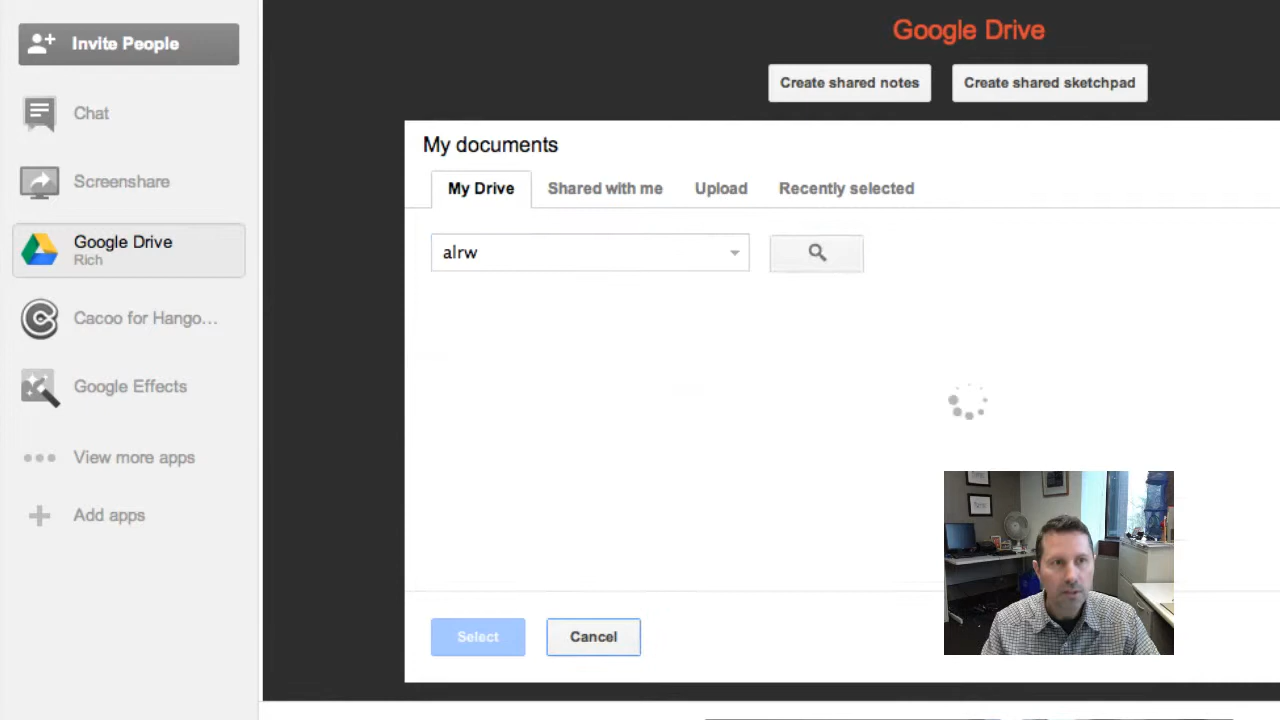 Invite People
Chat
Screenshare
Google Drive
Rich
Cacoo for Hango...
Google Effects
View more apps
Add apps
Google Drive
Create shared notes
Create shared sketchpad
My documents
My Drive
Shared with me
Upload
Recently selected
alrw
Select
Cancel